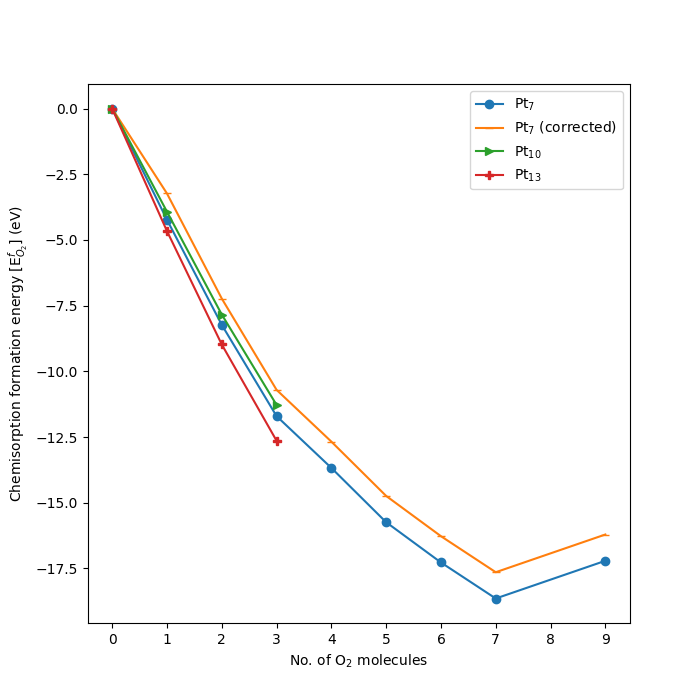 Pt₇
Pt₇ (corrected)
Pt₁₀
Pt₁₃
0.0
−2.5
−5.0
−7.5
−10.0
−12.5
−15.0
−17.5
Chemisorption formation energy [E^f_{O₂}] (eV)
0 1 2 3 4 5 6 7 8 9
No. of O₂ molecules